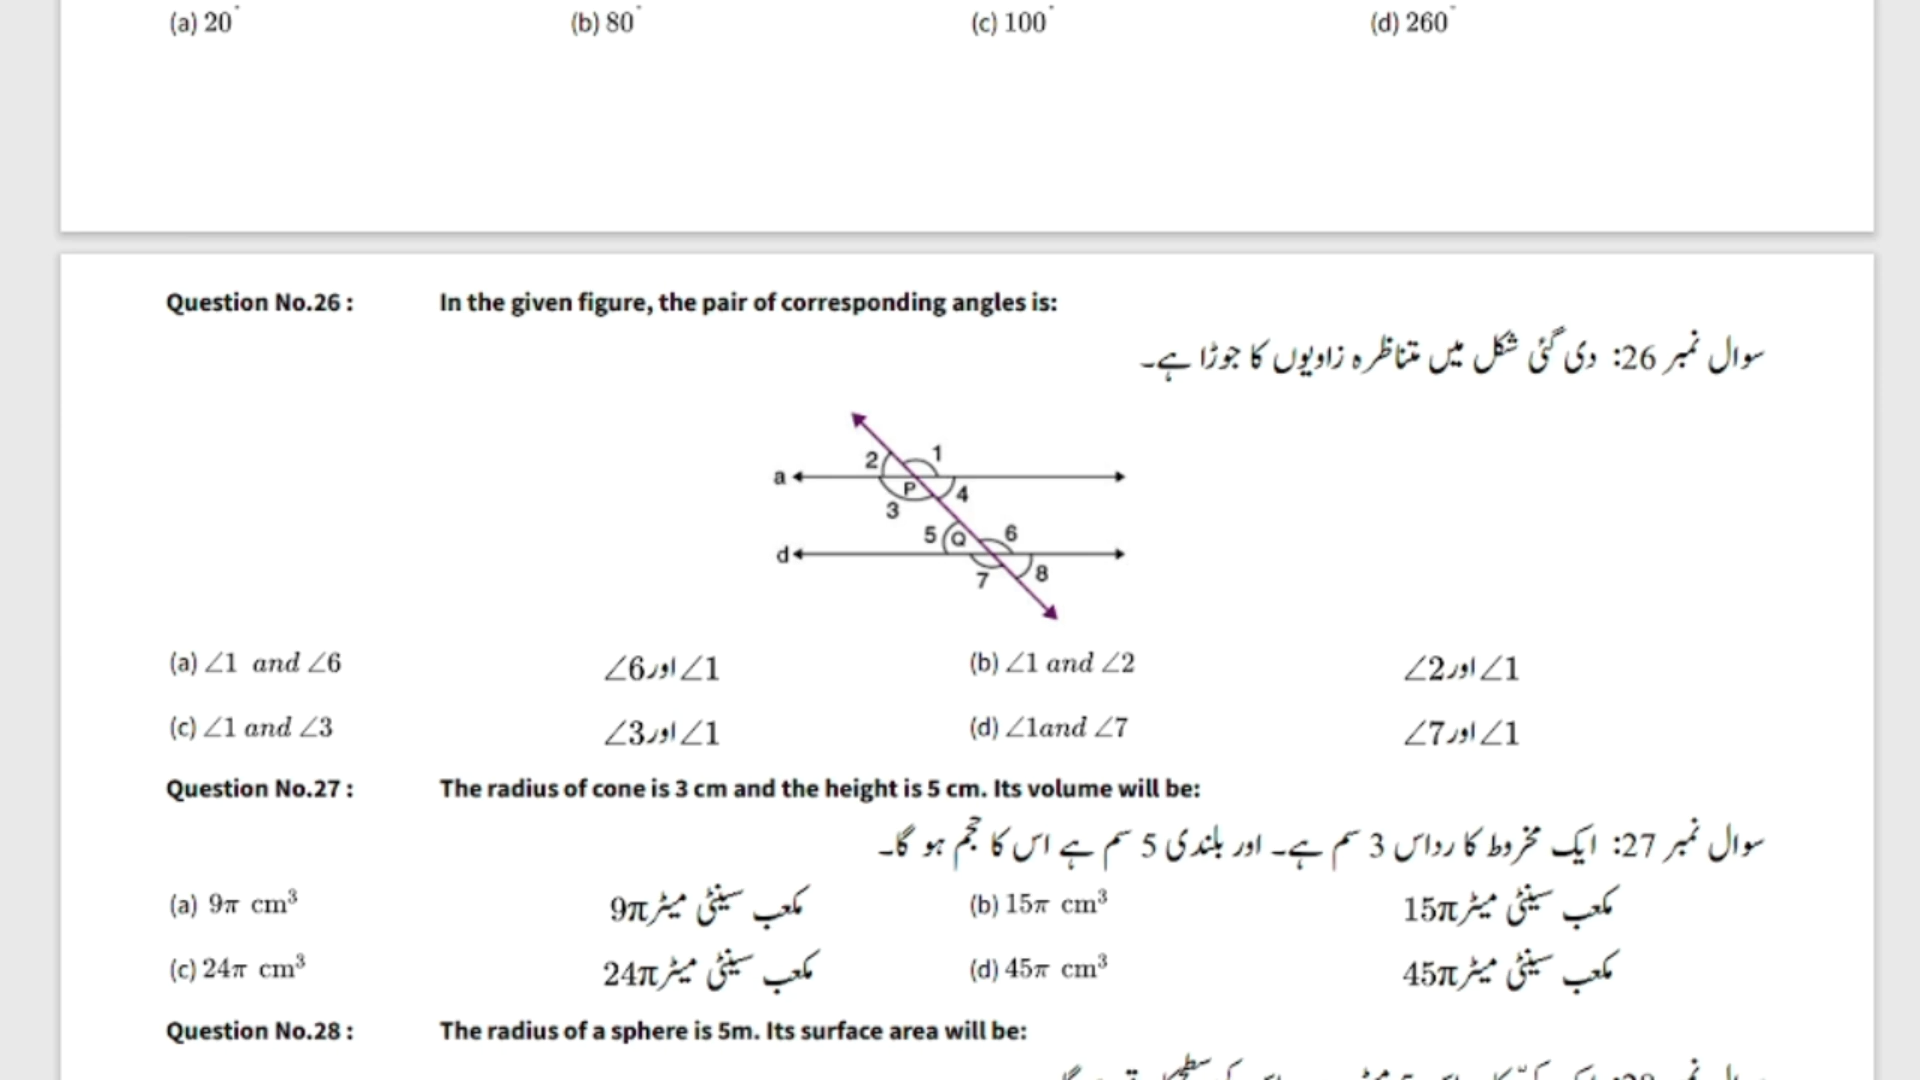 (a) 20° (b) 80° (c) 100° (d) 260°
Question No.26 : In the given figure, the pair of corresponding angles is:
سوال نمبر 26: دی گئی شکل میں متناظرہ زاویوں کا جوڑا ہے۔
2 1
a
P 4
3
5 Q 6
d
7 8
(a) ∠1 and ∠6 ∠1 اور ∠6 (b) ∠1 and ∠2 ∠1 اور ∠2
(c) ∠1 and ∠3 ∠1 اور ∠3 (d) ∠1and ∠7 ∠1 اور ∠7
Question No.27 : The radius of cone is 3 cm and the height is 5 cm. Its volume will be:
سوال نمبر 27: ایک مخروط کا رداس 3 سم ہے۔ اور بلندی 5 سم ہے اس کا حجم ہو گا۔
(a) 9π cm³ 9π مکعب سینٹی میٹر (b) 15π cm³ 15π مکعب سینٹی میٹر
(c) 24π cm³ 24π مکعب سینٹی میٹر (d) 45π cm³ 45π مکعب سینٹی میٹر
Question No.28 : The radius of a sphere is 5m. Its surface area will be: